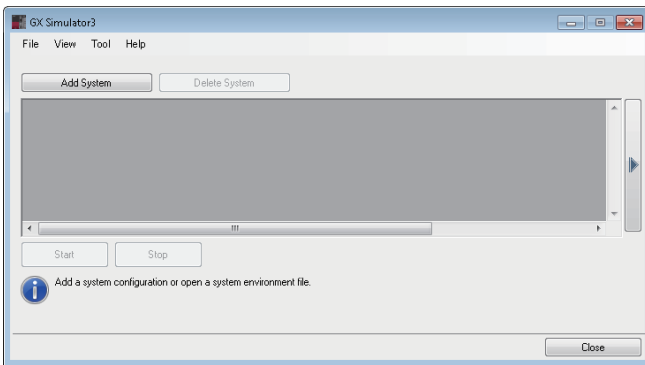 GX Simulator3
File View Tool Help
Add System Delete System
Start Stop
Add a system configuration or open a system environment file.
Close